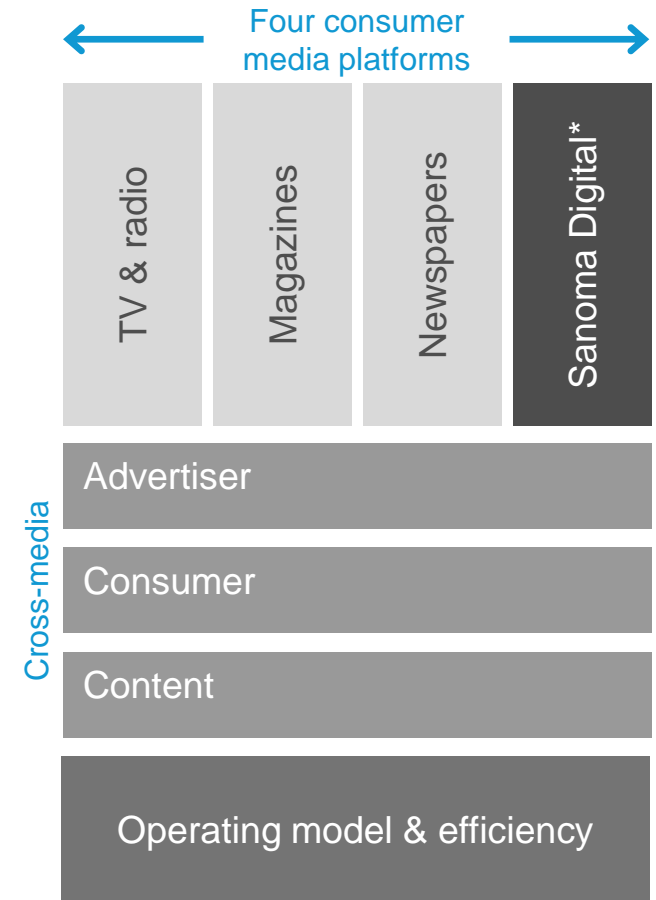 Four consumer
media platforms
TV & radio
Magazines
Newspapers
Sanoma Digital*
Cross-media
Advertiser
Consumer
Content
Operating model & efficiency